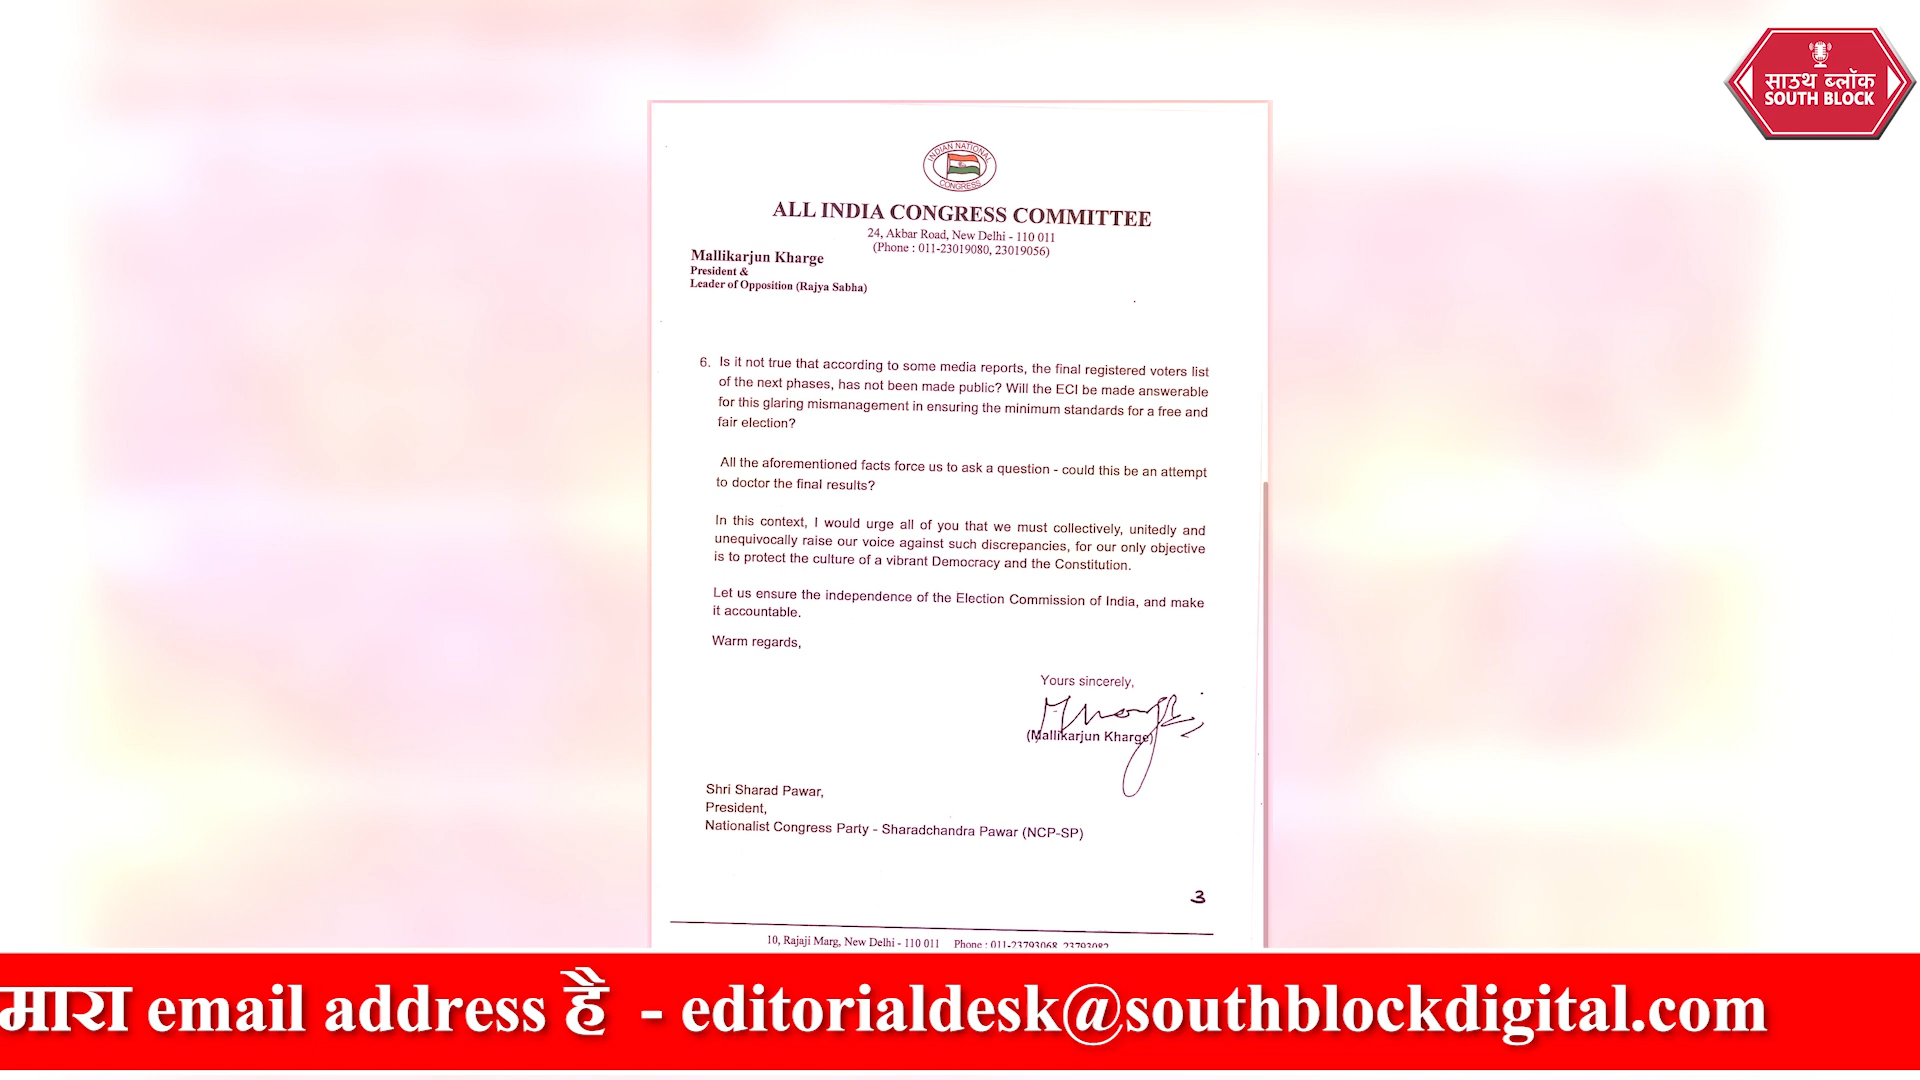 साउथ ब्लॉक
SOUTH BLOCK
INDIAN NATIONAL
CONGRESS
ALL INDIA CONGRESS COMMITTEE
24, Akbar Road, New Delhi - 110 011
(Phone : 011-23019080, 23019056)
Mallikarjun Kharge
President &
Leader of Opposition (Rajya Sabha)
6. Is it not true that according to some media reports, the final registered voters list
of the next phases, has not been made public? Will the ECI be made answerable
for this glaring mismanagement in ensuring the minimum standards for a free and
fair election?
All the aforementioned facts force us to ask a question - could this be an attempt
to doctor the final results?
In this context, I would urge all of you that we must collectively, unitedly and
unequivocally raise our voice against such discrepancies, for our only objective
is to protect the culture of a vibrant Democracy and the Constitution.
Let us ensure the independence of the Election Commission of India, and make
it accountable.
Warm regards,
Yours sincerely,
(Mallikarjun Kharge)
Shri Sharad Pawar,
President,
Nationalist Congress Party - Sharadchandra Pawar (NCP-SP)
3
10, Rajaji Marg, New Delhi - 110 011 Phone : 011-23793068, 23793082
मारा email address है - editorialdesk@southblockdigital.com